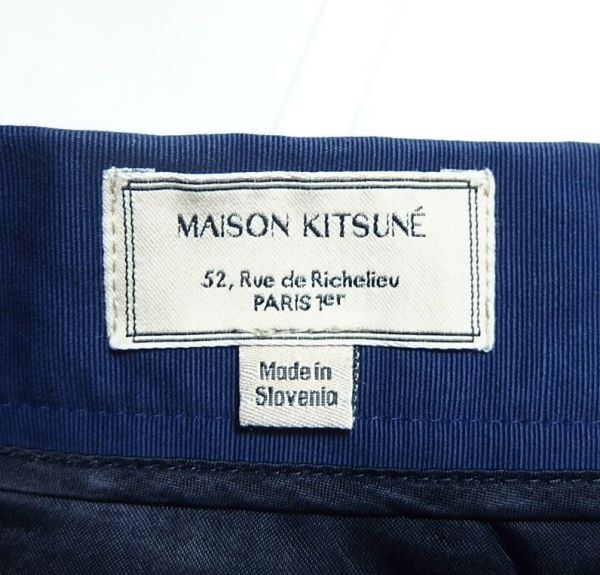 MAISON KITSUNÉ
52, Rue de Richelieu
PARIS 1er
Made in
Slovenia